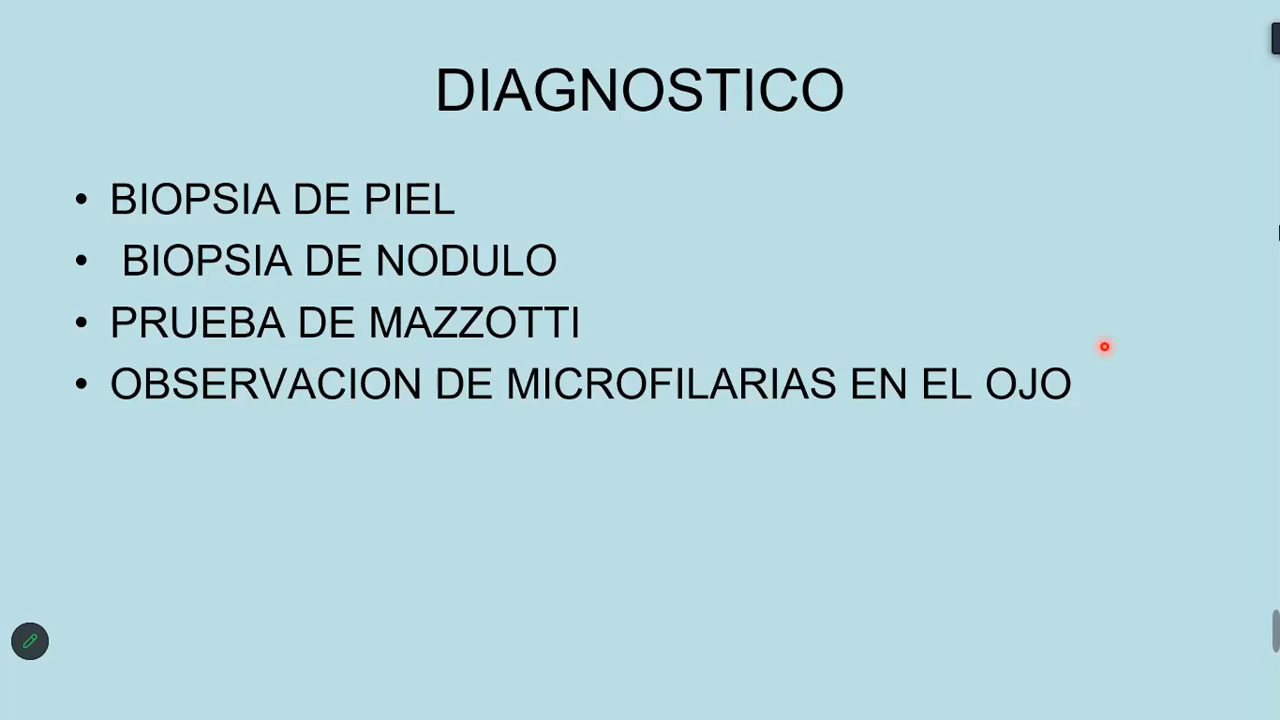 DIAGNOSTICO
• BIOPSIA DE PIEL
• BIOPSIA DE NODULO
• PRUEBA DE MAZZOTTI
• OBSERVACION DE MICROFILARIAS EN EL OJO